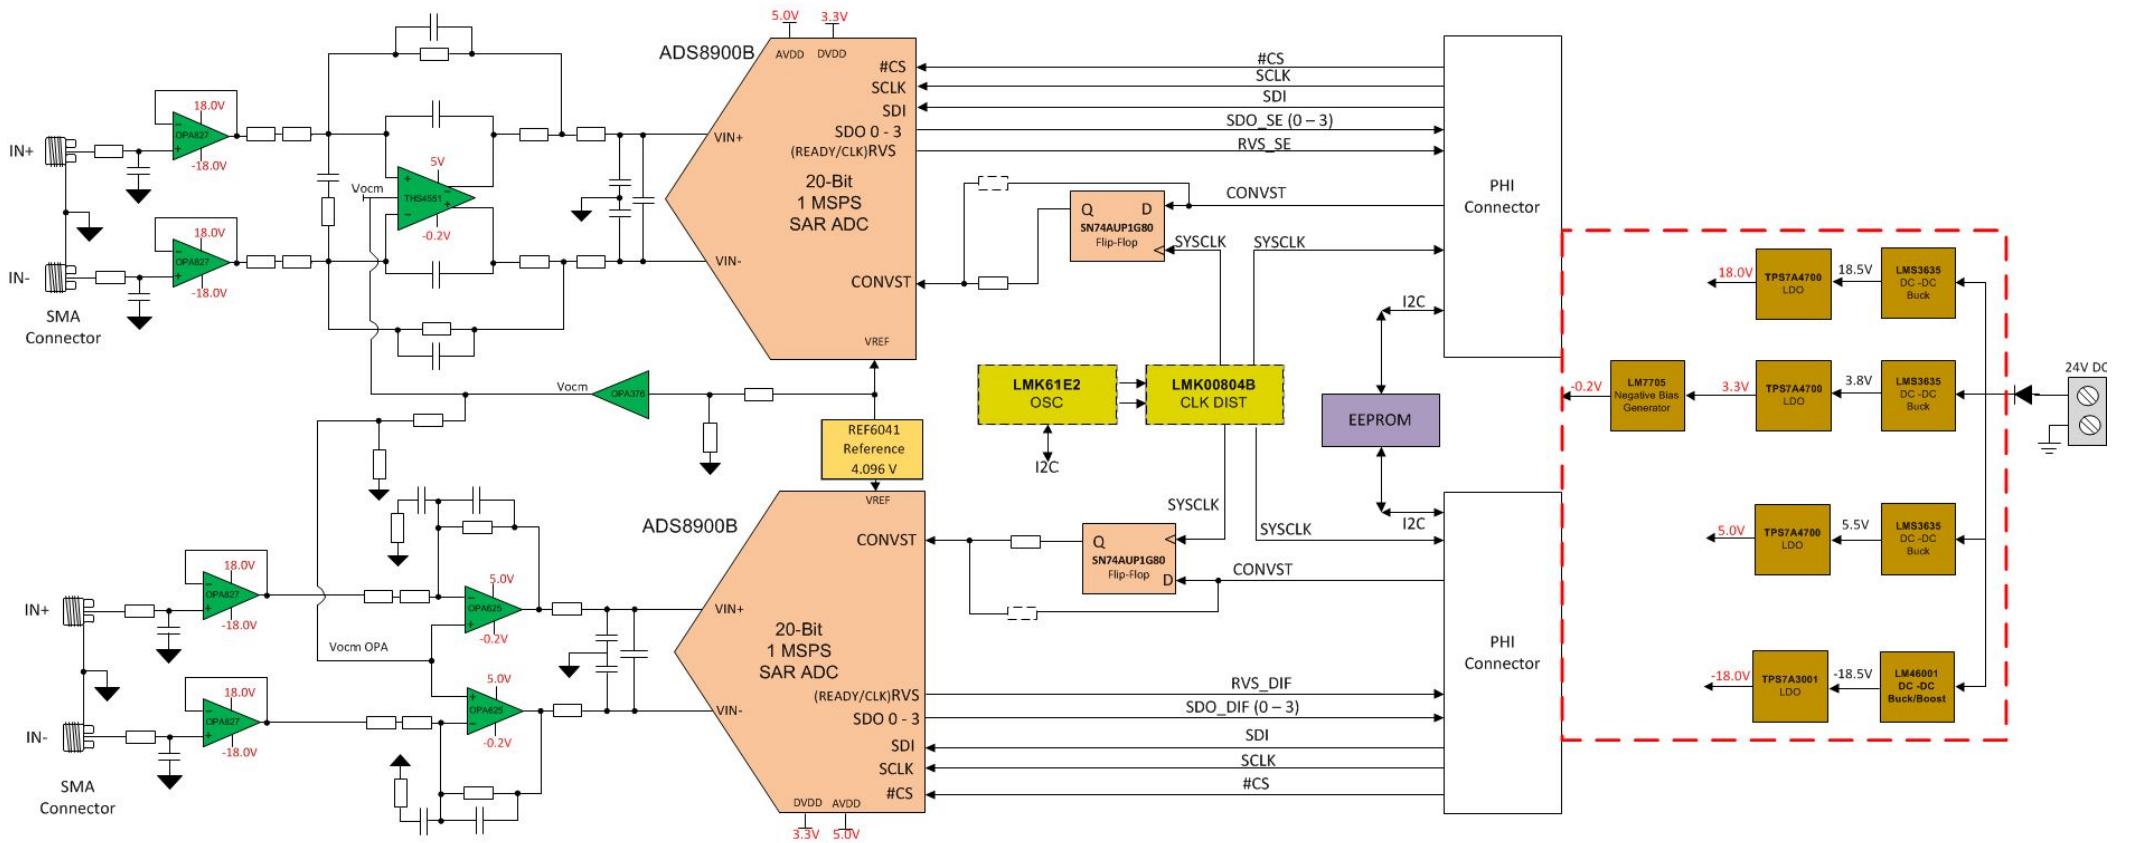 5.0V
3.3V
ADS8900B
AVDD
DVDD
#CS
SCLK
SDI
SDO 0 - 3
(READY/CLK)RVS
20-Bit
1 MSPS
SAR ADC
VIN+
VIN-
CONVST
VREF
IN+
IN-
SMA
Connector
18.0V
OPA827
-18.0V
18.0V
OPA827
-18.0V
Vocm
5V
THS4551
-0.2V
#CS
SCLK
SDI
SDO_SE (0 – 3)
RVS_SE
CONVST
Q
D
SN74AUP1G80
Flip-Flop
SYSCLK
SYSCLK
I2C
PHI
Connector
Vocm
OPA376
REF6041
Reference
4.096 V
LMK61E2
OSC
I2C
LMK00804B
CLK DIST
EEPROM
18.0V
TPS7A4700
LDO
18.5V
LMS3635
DC -DC
Buck
-0.2V
LM7705
Negative Bias
Generator
3.3V
TPS7A4700
LDO
3.8V
LMS3635
DC -DC
Buck
24V DC
5.0V
TPS7A4700
LDO
5.5V
LMS3635
DC -DC
Buck
-18.0V
TPS7A3001
LDO
-18.5V
LM46001
DC -DC
Buck/Boost
IN+
IN-
SMA
Connector
18.0V
OPA827
-18.0V
18.0V
OPA827
-18.0V
Vocm OPA
5.0V
OPA625
-0.2V
5.0V
OPA625
-0.2V
ADS8900B
VREF
CONVST
VIN+
VIN-
20-Bit
1 MSPS
SAR ADC
(READY/CLK)RVS
SDO 0 - 3
SDI
SCLK
#CS
DVDD
AVDD
3.3V
5.0V
SYSCLK
SYSCLK
Q
SN74AUP1G80
Flip-Flop
D
CONVST
I2C
PHI
Connector
RVS_DIF
SDO_DIF (0 – 3)
SDI
SCLK
#CS